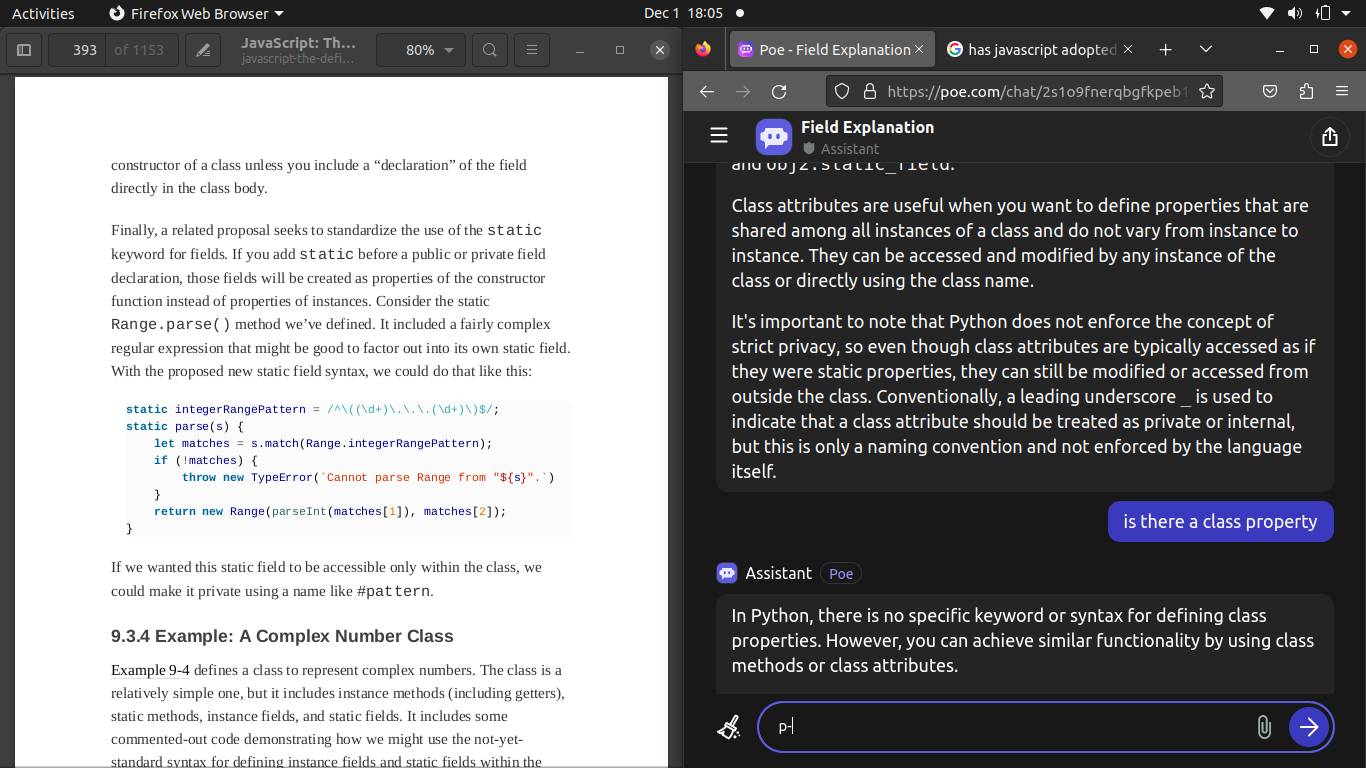 Activities
Firefox Web Browser
Dec 1 18:05
393
of 1153
JavaScript: Th...
javascript-the-defi...
80%
constructor of a class unless you include a “declaration” of the field
directly in the class body.
Finally, a related proposal seeks to standardize the use of the static
keyword for fields. If you add static before a public or private field
declaration, those fields will be created as properties of the constructor
function instead of properties of instances. Consider the static
Range.parse() method we’ve defined. It included a fairly complex
regular expression that might be good to factor out into its own static field.
With the proposed new static field syntax, we could do that like this:
static integerRangePattern = /^\((\d+)\.\.\.(\d+)\)$/;
static parse(s) {
let matches = s.match(Range.integerRangePattern);
if (!matches) {
throw new TypeError(`Cannot parse Range from "${s}".`)
}
return new Range(parseInt(matches[1]), matches[2]);
}
If we wanted this static field to be accessible only within the class, we
could make it private using a name like #pattern.
9.3.4 Example: A Complex Number Class
Example 9-4 defines a class to represent complex numbers. The class is a
relatively simple one, but it includes instance methods (including getters),
static methods, instance fields, and static fields. It includes some
commented-out code demonstrating how we might use the not-yet-
standard syntax for defining instance fields and static fields within the
Poe - Field Explanation
has javascript adopted
https://poe.com/chat/2s1o9fnerqbgfkpeb1
Field Explanation
Assistant
and obj2.static_field.
Class attributes are useful when you want to define properties that are
shared among all instances of a class and do not vary from instance to
instance. They can be accessed and modified by any instance of the
class or directly using the class name.
It's important to note that Python does not enforce the concept of
strict privacy, so even though class attributes are typically accessed as if
they were static properties, they can still be modified or accessed from
outside the class. Conventionally, a leading underscore _ is used to
indicate that a class attribute should be treated as private or internal,
but this is only a naming convention and not enforced by the language
itself.
is there a class property
Assistant Poe
In Python, there is no specific keyword or syntax for defining class
properties. However, you can achieve similar functionality by using class
methods or class attributes.
p-